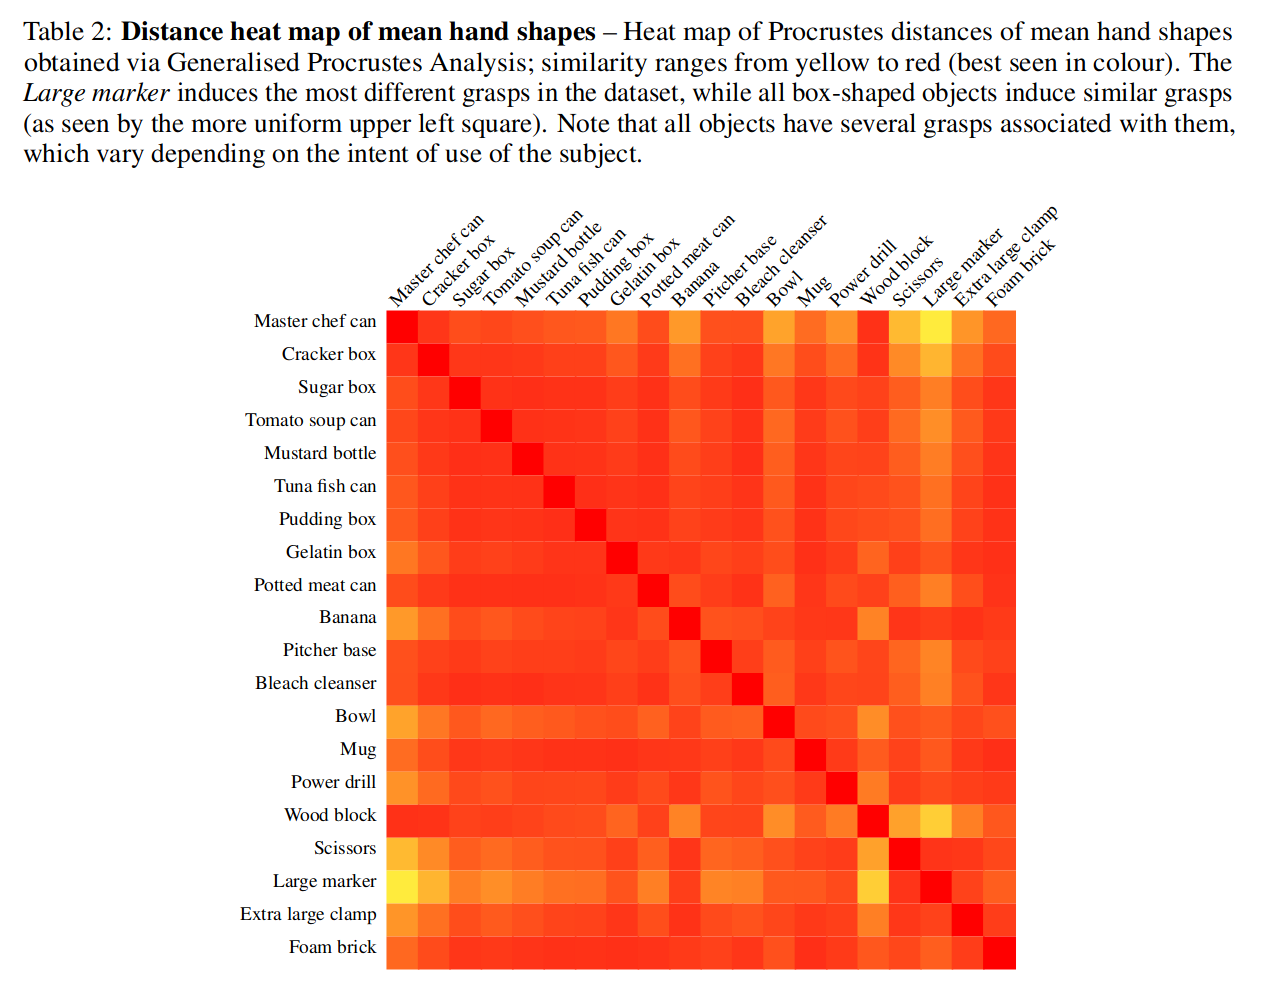 Table 2: Distance heat map of mean hand shapes – Heat map of Procrustes distances of mean hand shapes
obtained via Generalised Procrustes Analysis; similarity ranges from yellow to red (best seen in colour). The
Large marker induces the most different grasps in the dataset, while all box-shaped objects induce similar grasps
(as seen by the more uniform upper left square). Note that all objects have several grasps associated with them,
which vary depending on the intent of use of the subject.
Master chef can
Cracker box
Sugar box
Tomato soup can
Mustard bottle
Tuna fish can
Pudding box
Gelatin box
Potted meat can
Banana
Pitcher base
Bleach cleanser
Bowl
Mug
Power drill
Wood block
Scissors
Large marker
Extra large clamp
Foam brick
Master chef can
Cracker box
Sugar box
Tomato soup can
Mustard bottle
Tuna fish can
Pudding box
Gelatin box
Potted meat can
Banana
Pitcher base
Bleach cleanser
Bowl
Mug
Power drill
Wood block
Scissors
Large marker
Extra large clamp
Foam brick